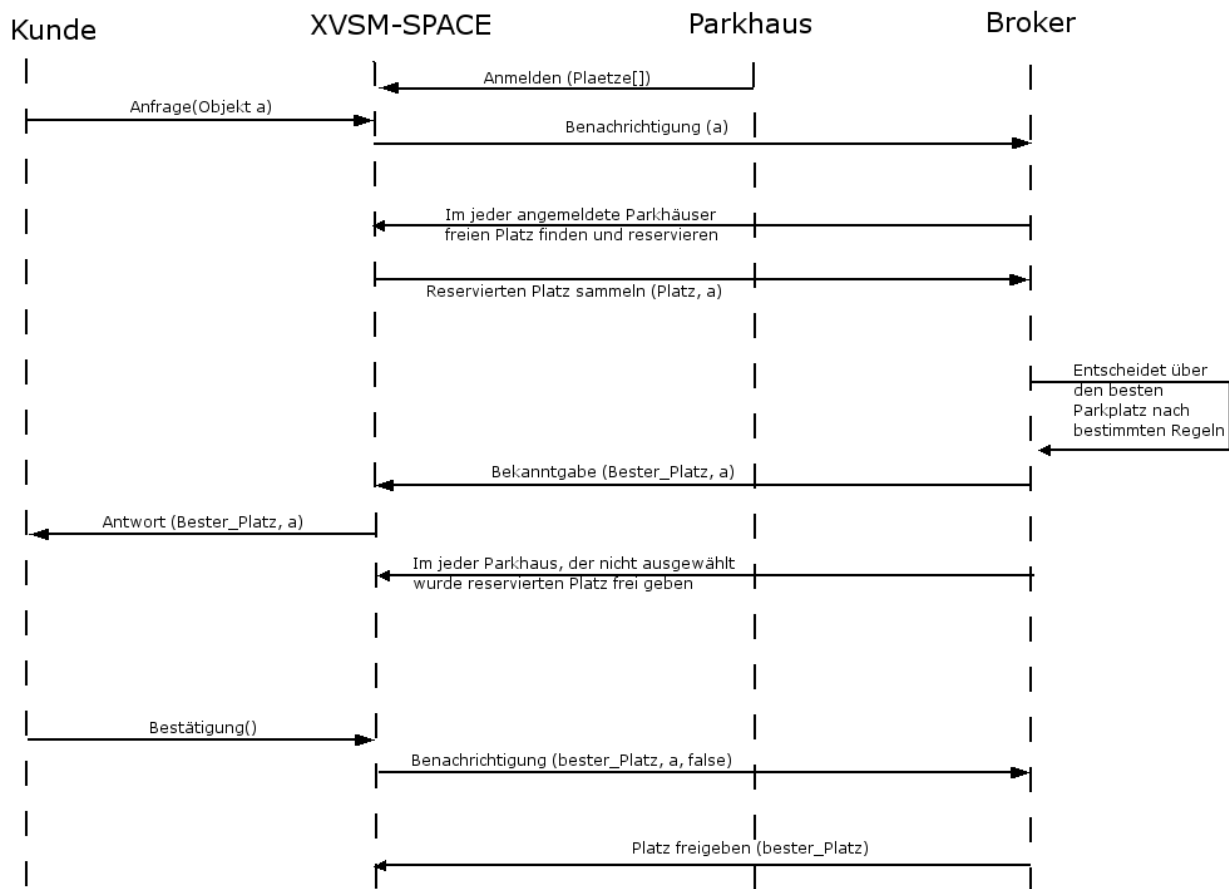 Kunde
XVSM-SPACE
Parkhaus
Broker
Anmelden (Plaetze[])
Anfrage(Objekt a)
Benachrichtigung (a)
Im jeder angemeldete Parkhäuser
freien Platz finden und reservieren
Reservierten Platz sammeln (Platz, a)
Entscheidet über
den besten
Parkplatz nach
bestimmten Regeln
Bekanntgabe (Bester_Platz, a)
Antwort (Bester_Platz, a)
Im jeder Parkhaus, der nicht ausgewählt
wurde reservierten Platz frei geben
Bestätigung()
Benachrichtigung (bester_Platz, a, false)
Platz freigeben (bester_Platz)